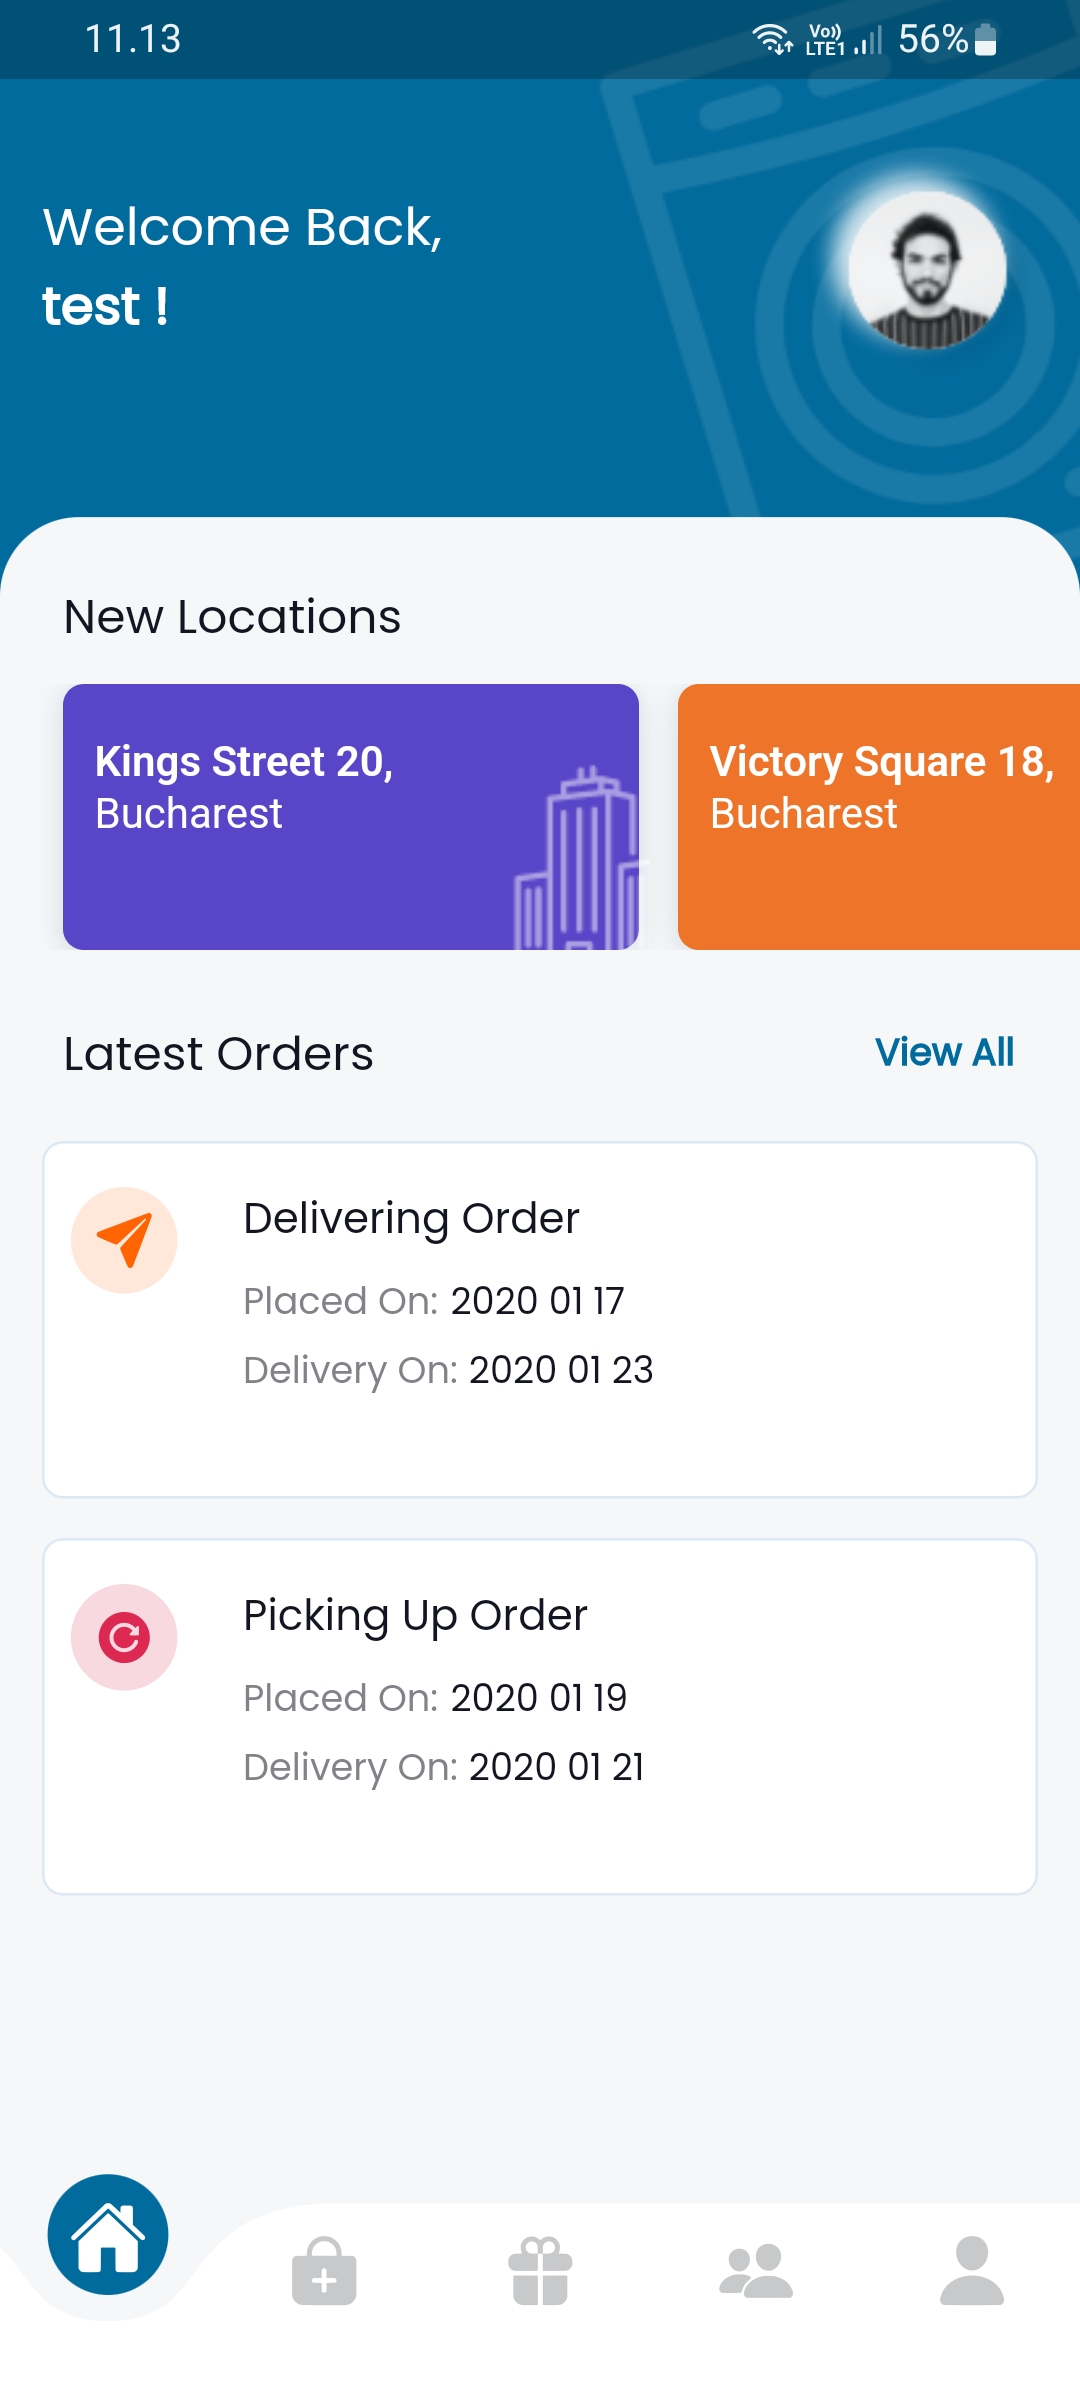 11.13
Vo)) LTE1 56%
Welcome Back,
test !
New Locations
Kings Street 20,
Bucharest
Victory Square 18,
Bucharest
Latest Orders
View All
Delivering Order
Placed On: 2020 01 17
Delivery On: 2020 01 23
Picking Up Order
Placed On: 2020 01 19
Delivery On: 2020 01 21